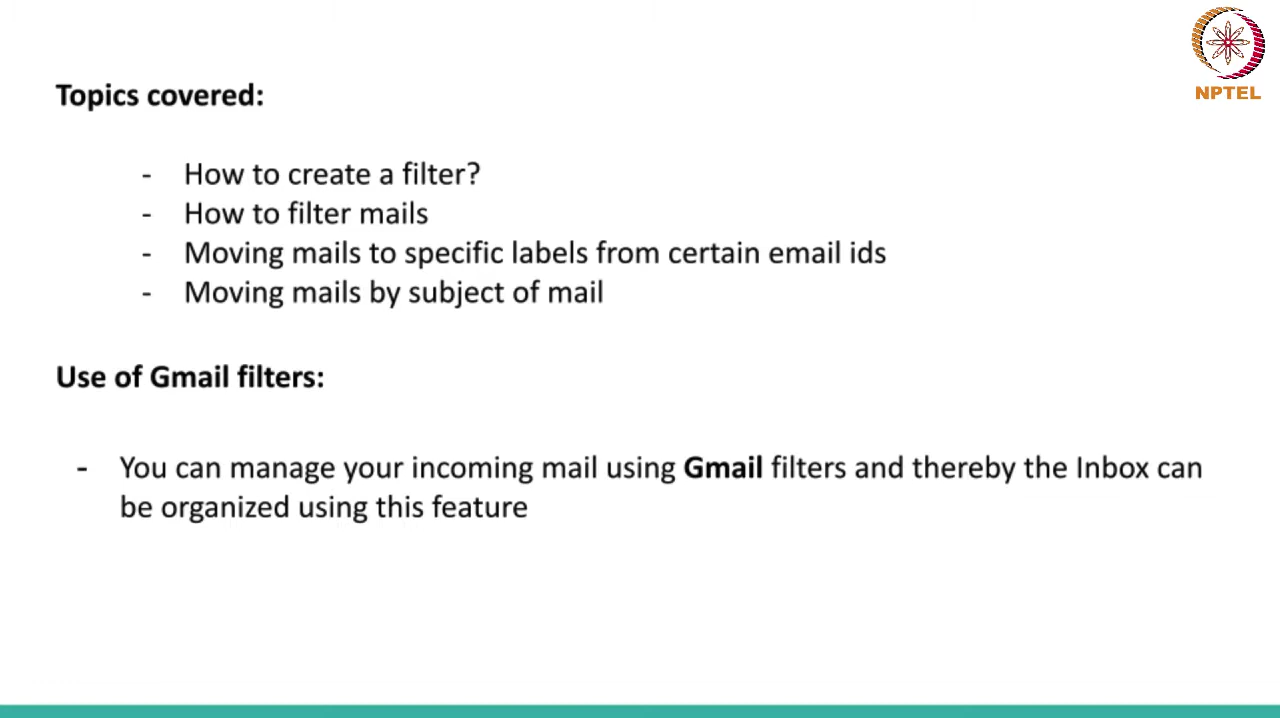 NPTEL
Topics covered:
- How to create a filter?
- How to filter mails
- Moving mails to specific labels from certain email ids
- Moving mails by subject of mail
Use of Gmail filters:
- You can manage your incoming mail using Gmail filters and thereby the Inbox can
be organized using this feature